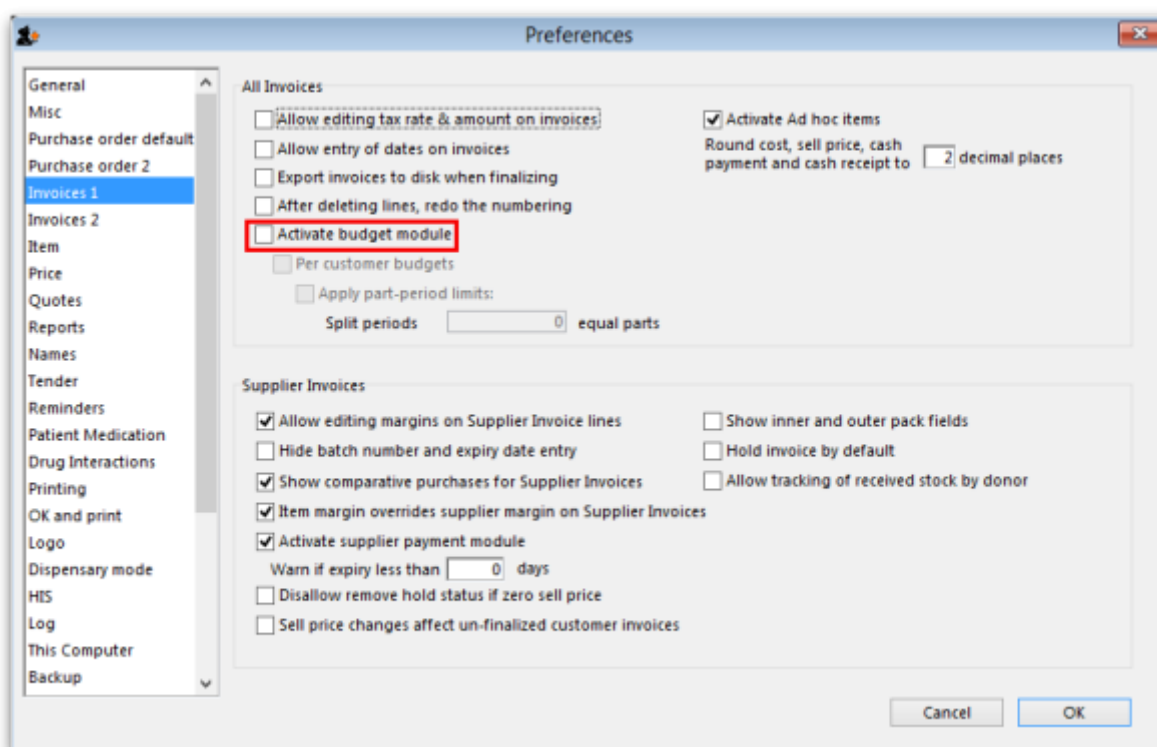 Preferences
General
Misc
Purchase order default
Purchase order 2
Invoices 1
Invoices 2
Item
Price
Quotes
Reports
Names
Tender
Reminders
Patient Medication
Drug Interactions
Printing
OK and print
Logo
Dispensary mode
HIS
Log
This Computer
Backup
All Invoices
Allow editing tax rate & amount on invoices
Allow entry of dates on invoices
Export invoices to disk when finalizing
After deleting lines, redo the numbering
Activate budget module
Per customer budgets
Apply part-period limits:
Split periods 0 equal parts
Activate Ad hoc items
Round cost, sell price, cash
payment and cash receipt to 2 decimal places
Supplier Invoices
Allow editing margins on Supplier Invoice lines
Hide batch number and expiry date entry
Show comparative purchases for Supplier Invoices
Item margin overrides supplier margin on Supplier Invoices
Activate supplier payment module
Warn if expiry less than 0 days
Disallow remove hold status if zero sell price
Sell price changes affect un-finalized customer invoices
Show inner and outer pack fields
Hold invoice by default
Allow tracking of received stock by donor
Cancel
OK